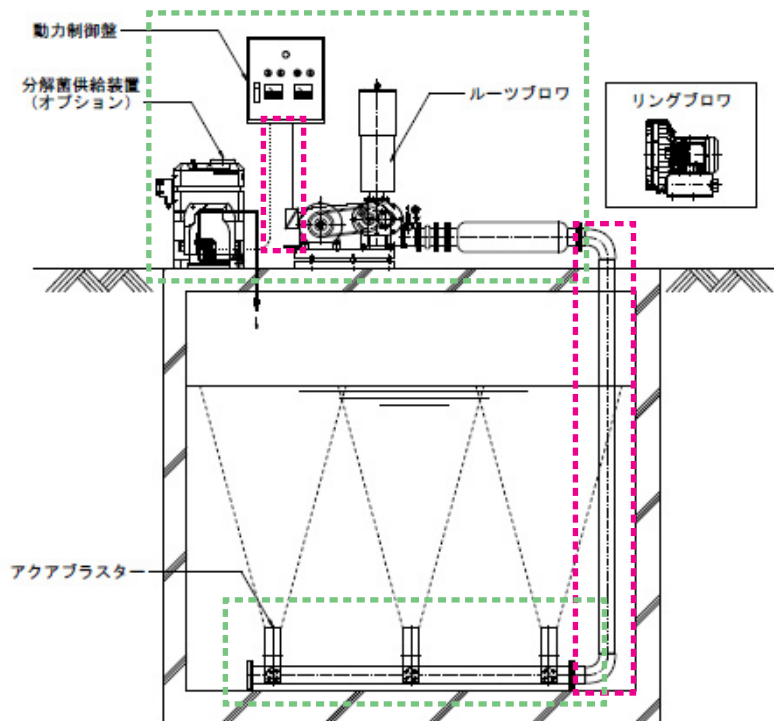 動力制御盤
分解菌供給装置
(オプション)
ルーツブロワ
リングブロワ
アクアブラスター